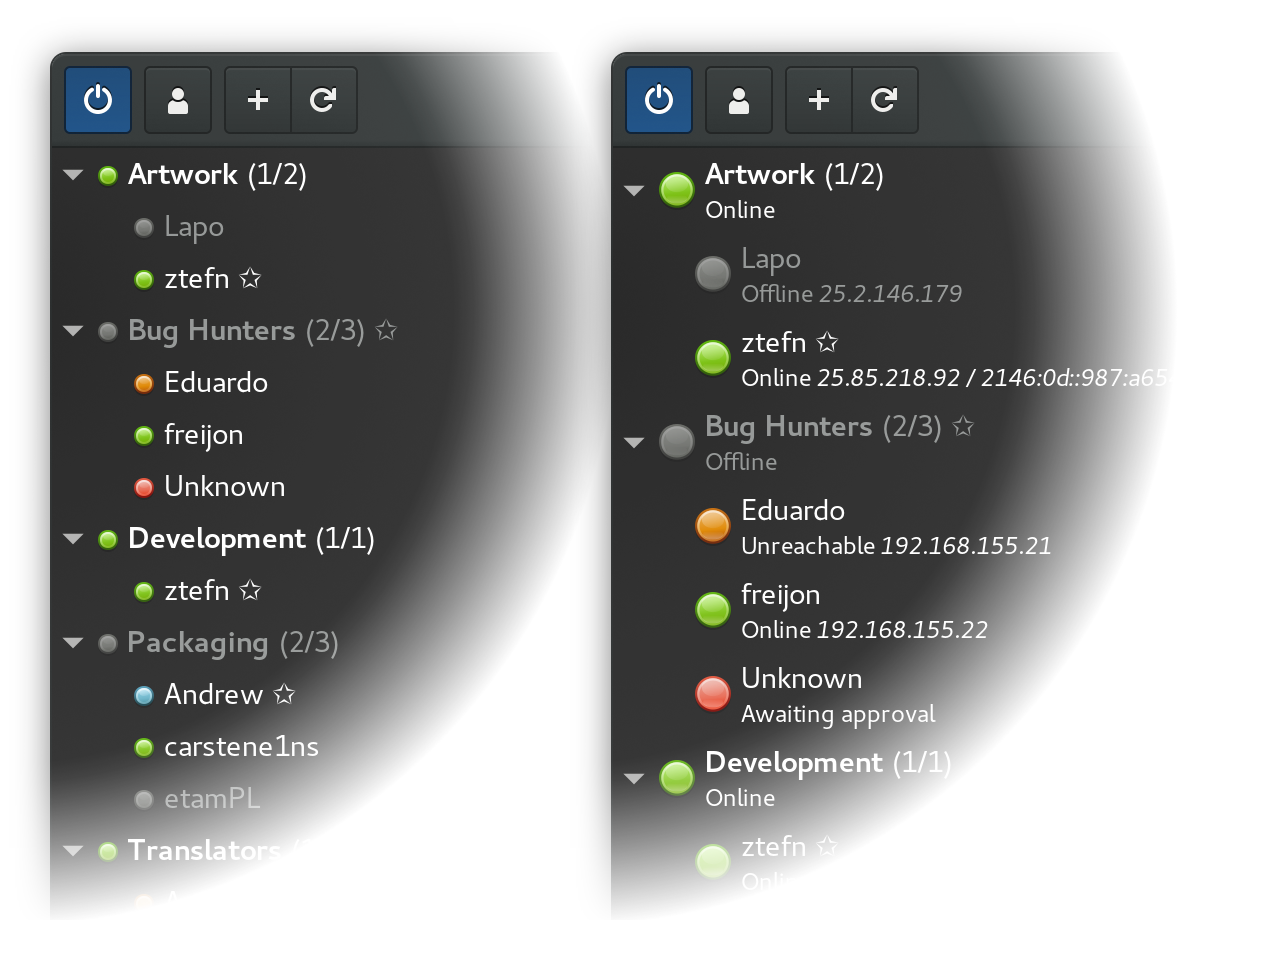 Artwork (1/2)
Lapo
ztefn ☆
Bug Hunters (2/3) ☆
Eduardo
freijon
Unknown
Development (1/1)
ztefn ☆
Packaging (2/3)
Andrew ☆
carstene1ns
etamPL
Translators
Artwork (1/2)
Online
Lapo
Offline 25.2.146.179
ztefn ☆
Online 25.85.218.92 / 2146:0d::987:a65
Bug Hunters (2/3) ☆
Offline
Eduardo
Unreachable 192.168.155.21
freijon
Online 192.168.155.22
Unknown
Awaiting approval
Development (1/1)
Online
ztefn ☆